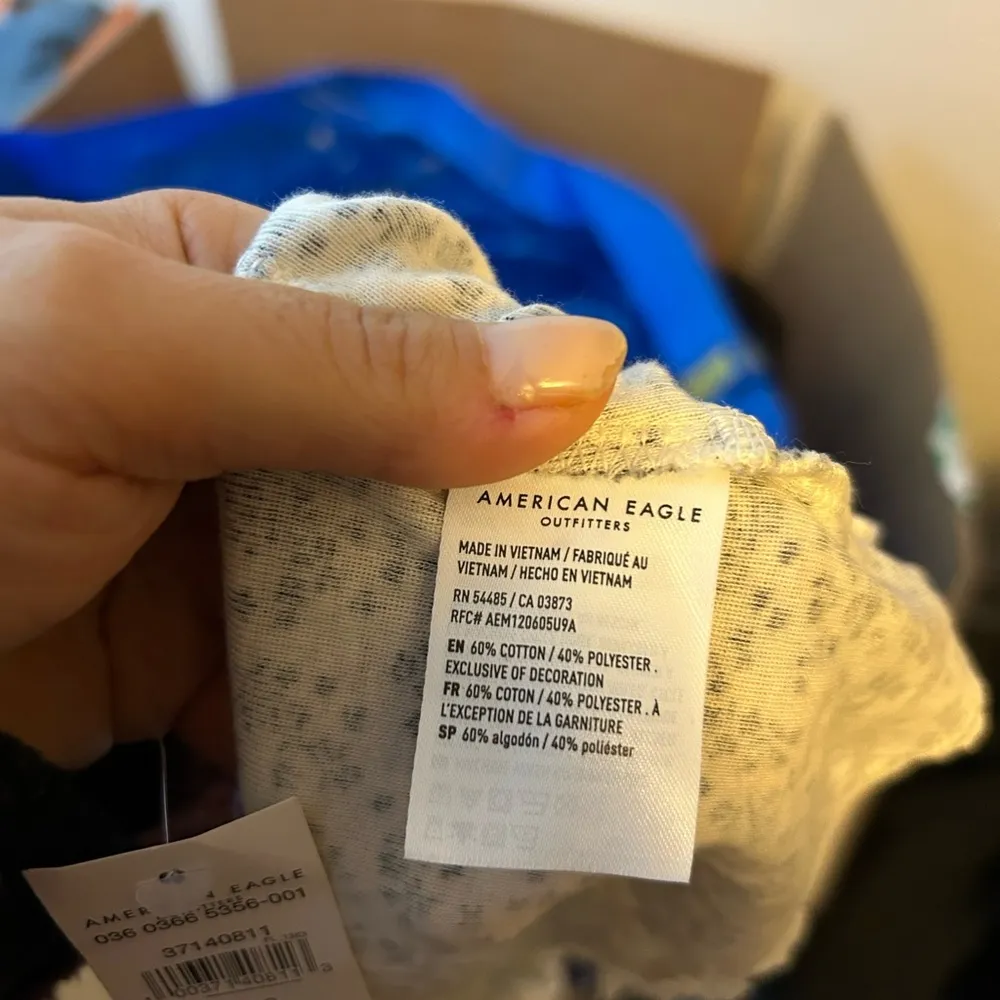 AMERICAN EAGLE
OUTFITTERS
MADE IN VIETNAM / FABRIQUÉ AU
VIETNAM / HECHO EN VIETNAM
RN 54485 / CA 03873
RFC# AEM120605U9A
EN 60% COTTON / 40% POLYESTER .
EXCLUSIVE OF DECORATION
FR 60% COTON / 40% POLYESTER . À
L'EXCEPTION DE LA GARNITURE
SP 60% algodón / 40% poliéster
EAGLE
036 0366 5356-001
37140811